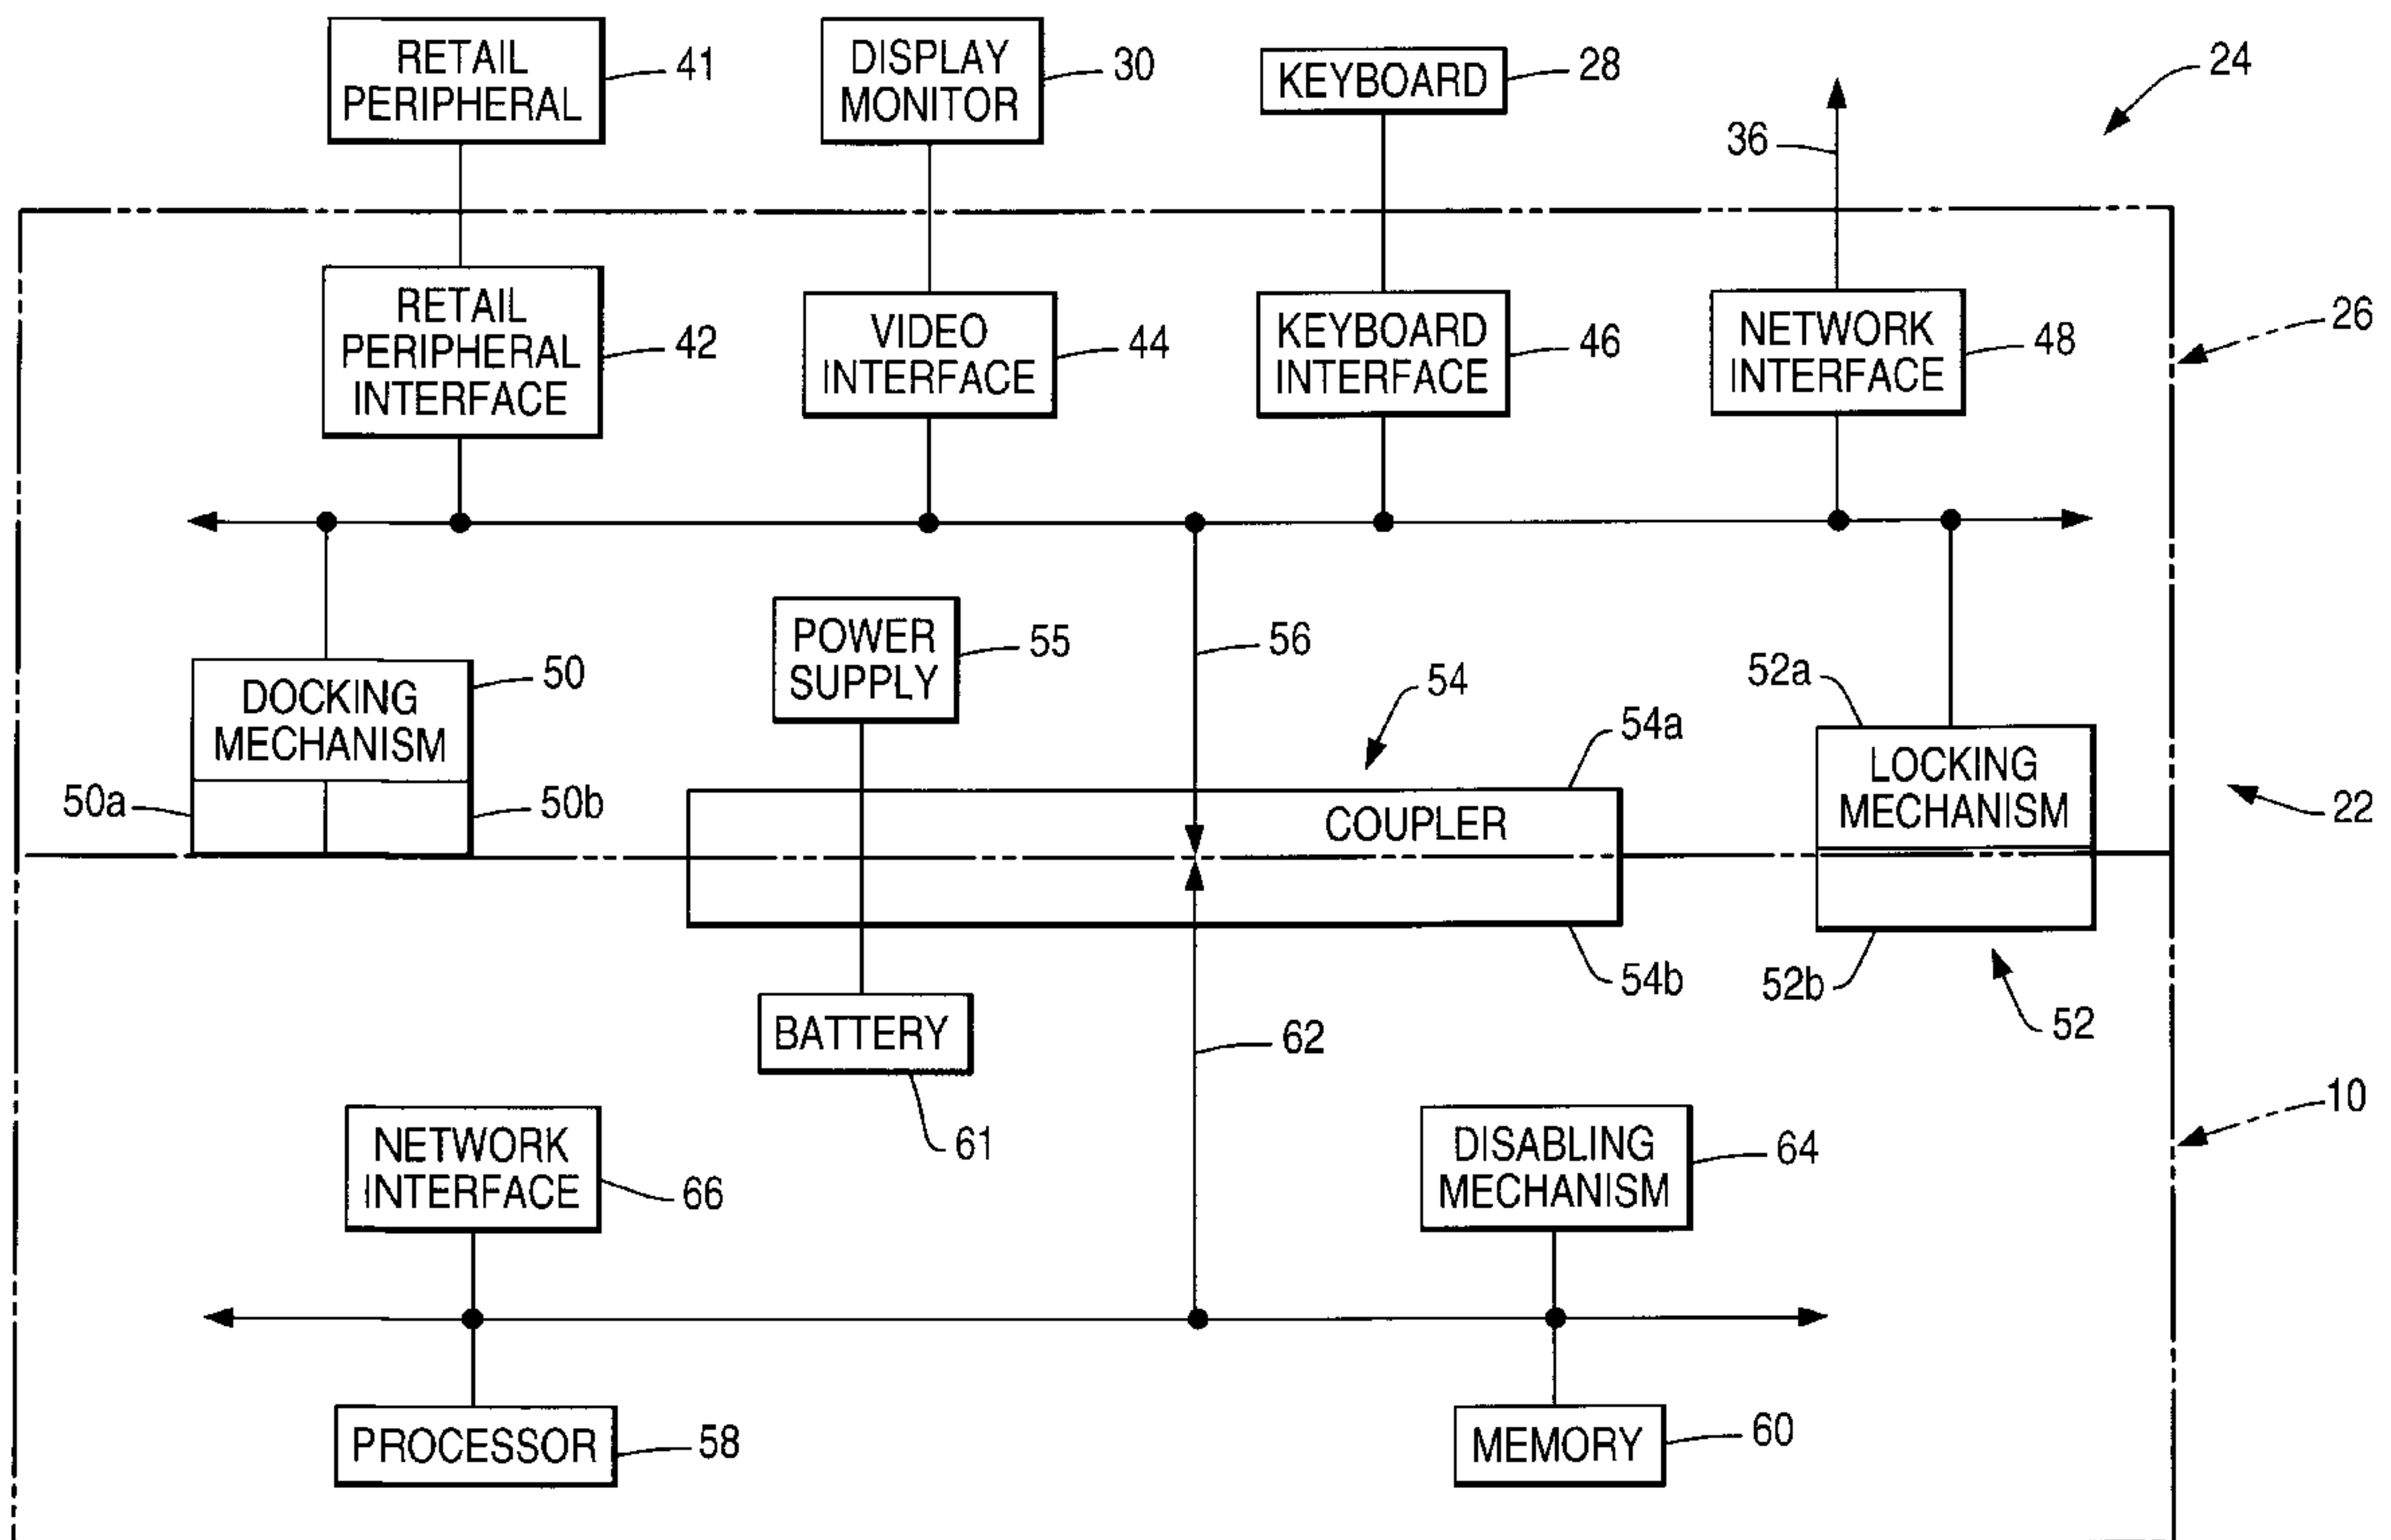 RETAIL
PERIPHERAL
41
DISPLAY
MONITOR
30
KEYBOARD
28
24
36
RETAIL
PERIPHERAL
INTERFACE
42
VIDEO
INTERFACE
44
KEYBOARD
INTERFACE
46
NETWORK
INTERFACE
48
26
POWER
SUPPLY
55
56
DOCKING
MECHANISM
50
50a
50b
54
54a
COUPLER
54b
52a
LOCKING
MECHANISM
52b
52
22
BATTERY
61
62
10
NETWORK
INTERFACE
66
DISABLING
MECHANISM
64
PROCESSOR
58
MEMORY
60